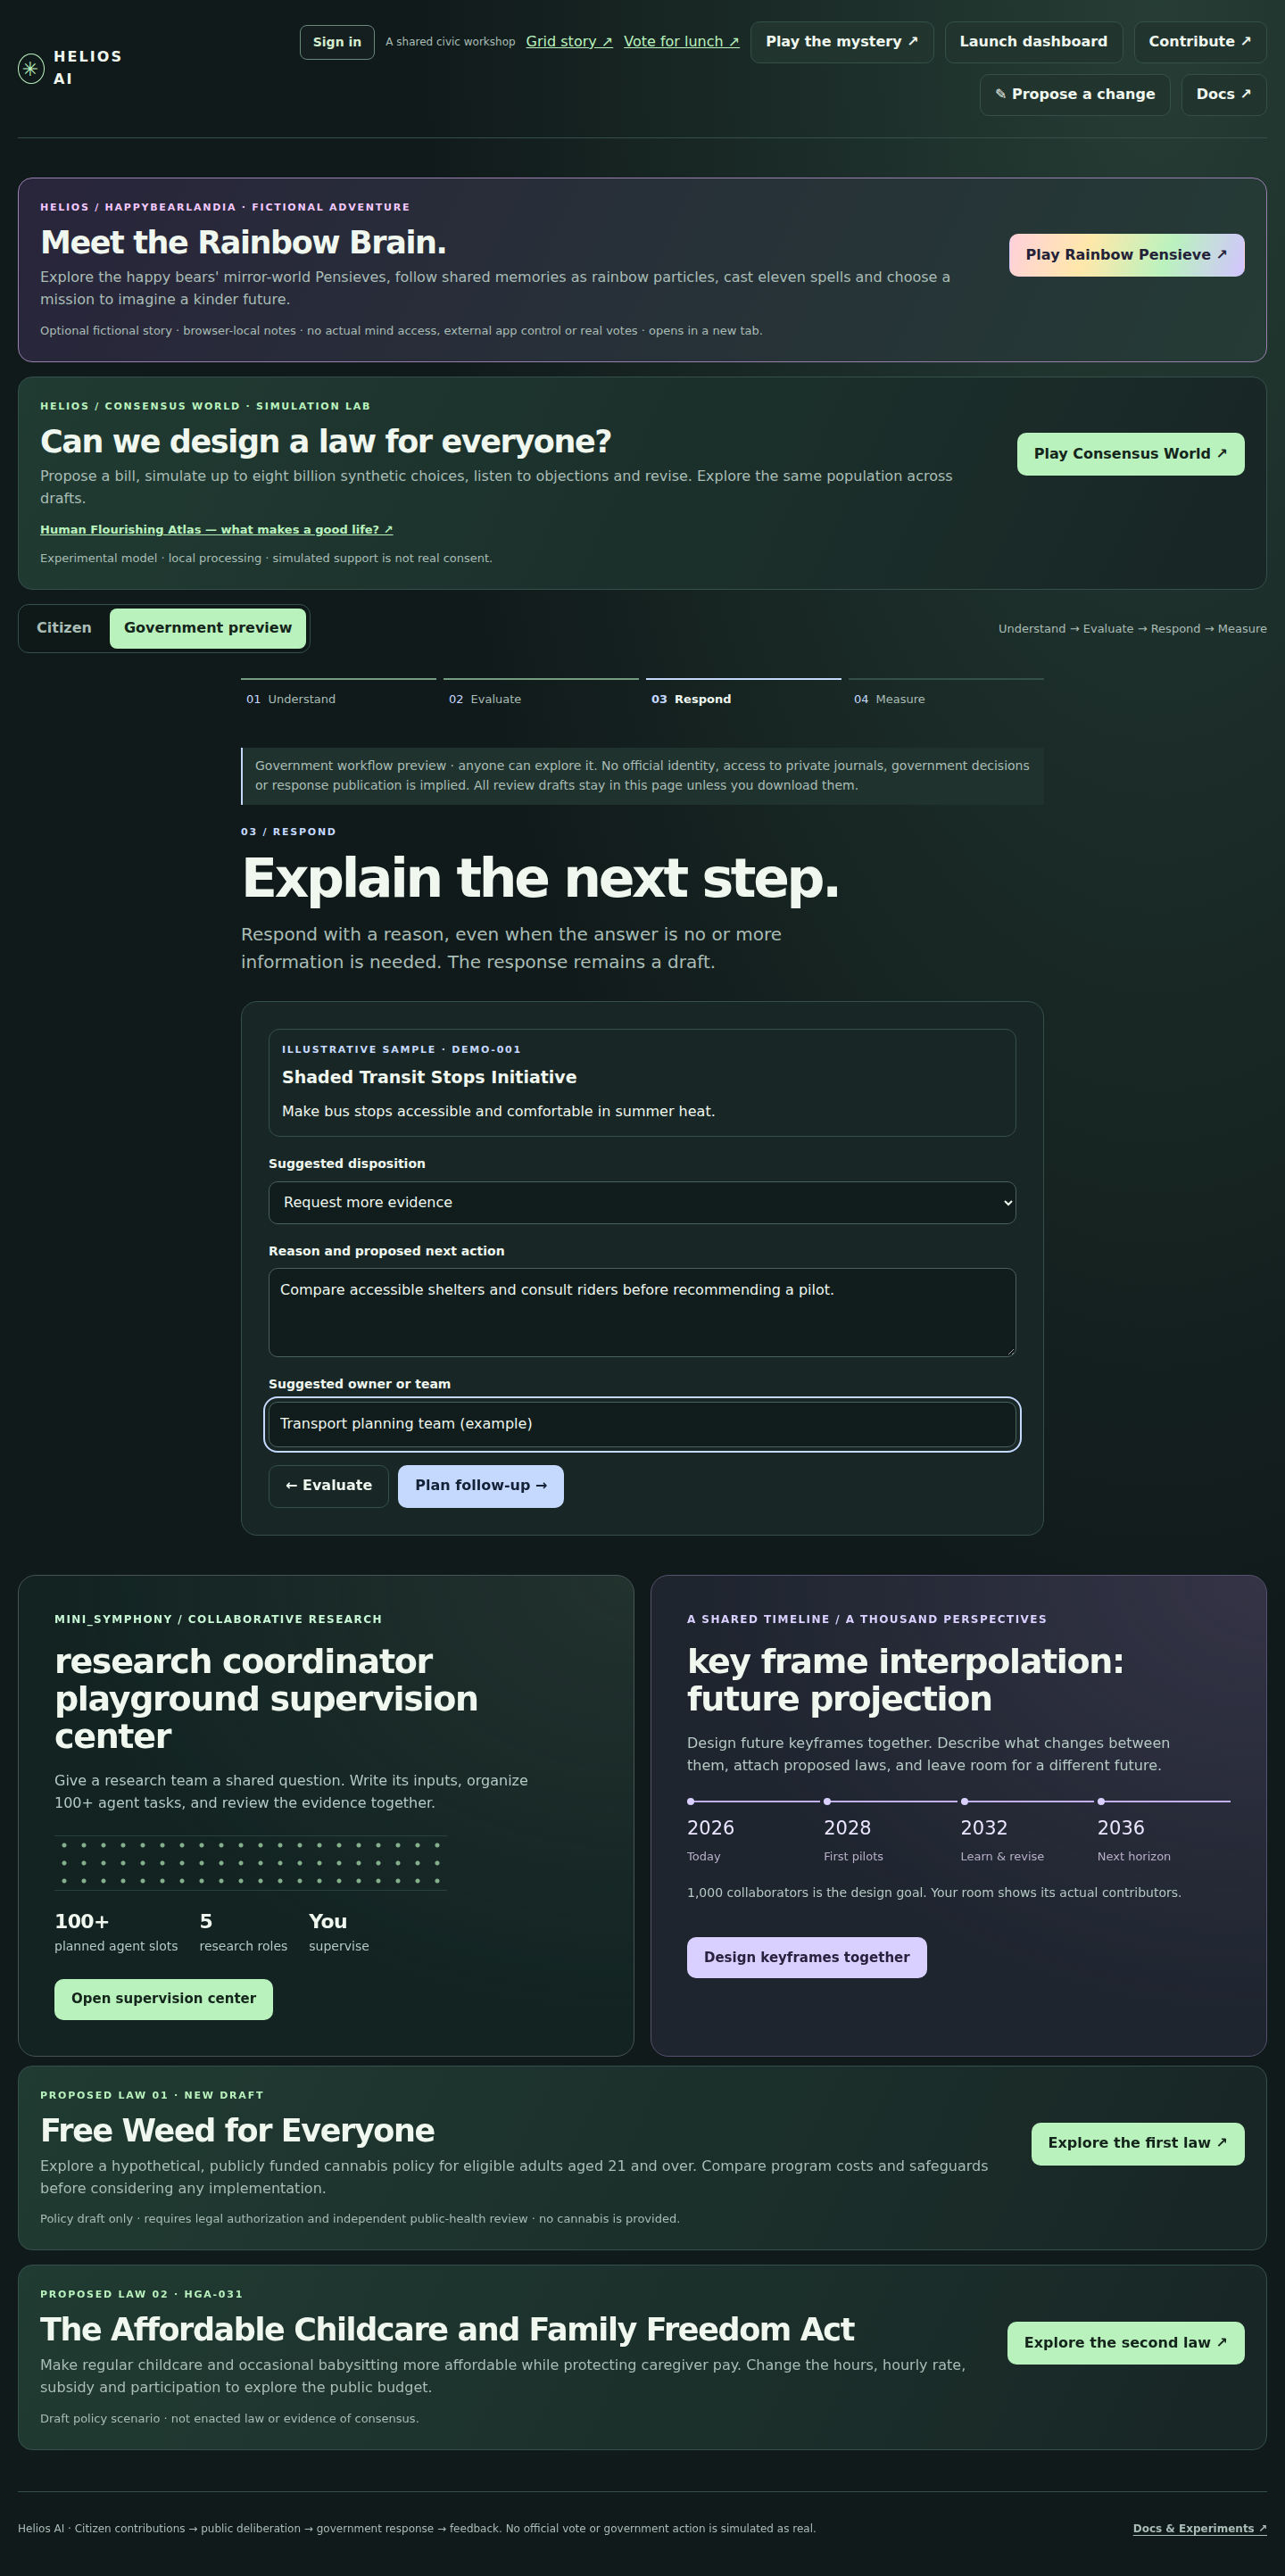 HELIOS
AI
Sign in
A shared civic workshop
Grid story ↗
Vote for lunch ↗
Play the mystery ↗
Launch dashboard
Contribute ↗
✎ Propose a change
Docs ↗
HELIOS / HAPPYBEARLANDIA · FICTIONAL ADVENTURE
Meet the Rainbow Brain.
Explore the happy bears' mirror-world Pensieves, follow shared memories as rainbow particles, cast eleven spells and choose a
mission to imagine a kinder future.
Optional fictional story · browser-local notes · no actual mind access, external app control or real votes · opens in a new tab.
Play Rainbow Pensieve ↗
HELIOS / CONSENSUS WORLD · SIMULATION LAB
Can we design a law for everyone?
Propose a bill, simulate up to eight billion synthetic choices, listen to objections and revise. Explore the same population across
drafts.
Human Flourishing Atlas — what makes a good life? ↗
Experimental model · local processing · simulated support is not real consent.
Play Consensus World ↗
Citizen
Government preview
Understand → Evaluate → Respond → Measure
01 Understand
02 Evaluate
03 Respond
04 Measure
Government workflow preview · anyone can explore it. No official identity, access to private journals, government decisions
or response publication is implied. All review drafts stay in this page unless you download them.
03 / RESPOND
Explain the next step.
Respond with a reason, even when the answer is no or more
information is needed. The response remains a draft.
ILLUSTRATIVE SAMPLE · DEMO-001
Shaded Transit Stops Initiative
Make bus stops accessible and comfortable in summer heat.
Suggested disposition
Request more evidence
Reason and proposed next action
Compare accessible shelters and consult riders before recommending a pilot.
Suggested owner or team
Transport planning team (example)
← Evaluate
Plan follow-up →
MINI_SYMPHONY / COLLABORATIVE RESEARCH
research coordinator
playground supervision
center
Give a research team a shared question. Write its inputs, organize
100+ agent tasks, and review the evidence together.
100+
planned agent slots
5
research roles
You
supervise
Open supervision center
A SHARED TIMELINE / A THOUSAND PERSPECTIVES
key frame interpolation:
future projection
Design future keyframes together. Describe what changes between
them, attach proposed laws, and leave room for a different future.
2026
Today
2028
First pilots
2032
Learn & revise
2036
Next horizon
1,000 collaborators is the design goal. Your room shows its actual contributors.
Design keyframes together
PROPOSED LAW 01 · NEW DRAFT
Free Weed for Everyone
Explore a hypothetical, publicly funded cannabis policy for eligible adults aged 21 and over. Compare program costs and safeguards
before considering any implementation.
Policy draft only · requires legal authorization and independent public-health review · no cannabis is provided.
Explore the first law ↗
PROPOSED LAW 02 · HGA-031
The Affordable Childcare and Family Freedom Act
Make regular childcare and occasional babysitting more affordable while protecting caregiver pay. Change the hours, hourly rate,
subsidy and participation to explore the public budget.
Draft policy scenario · not enacted law or evidence of consensus.
Explore the second law ↗
Helios AI · Citizen contributions → public deliberation → government response → feedback. No official vote or government action is simulated as real.
Docs & Experiments ↗